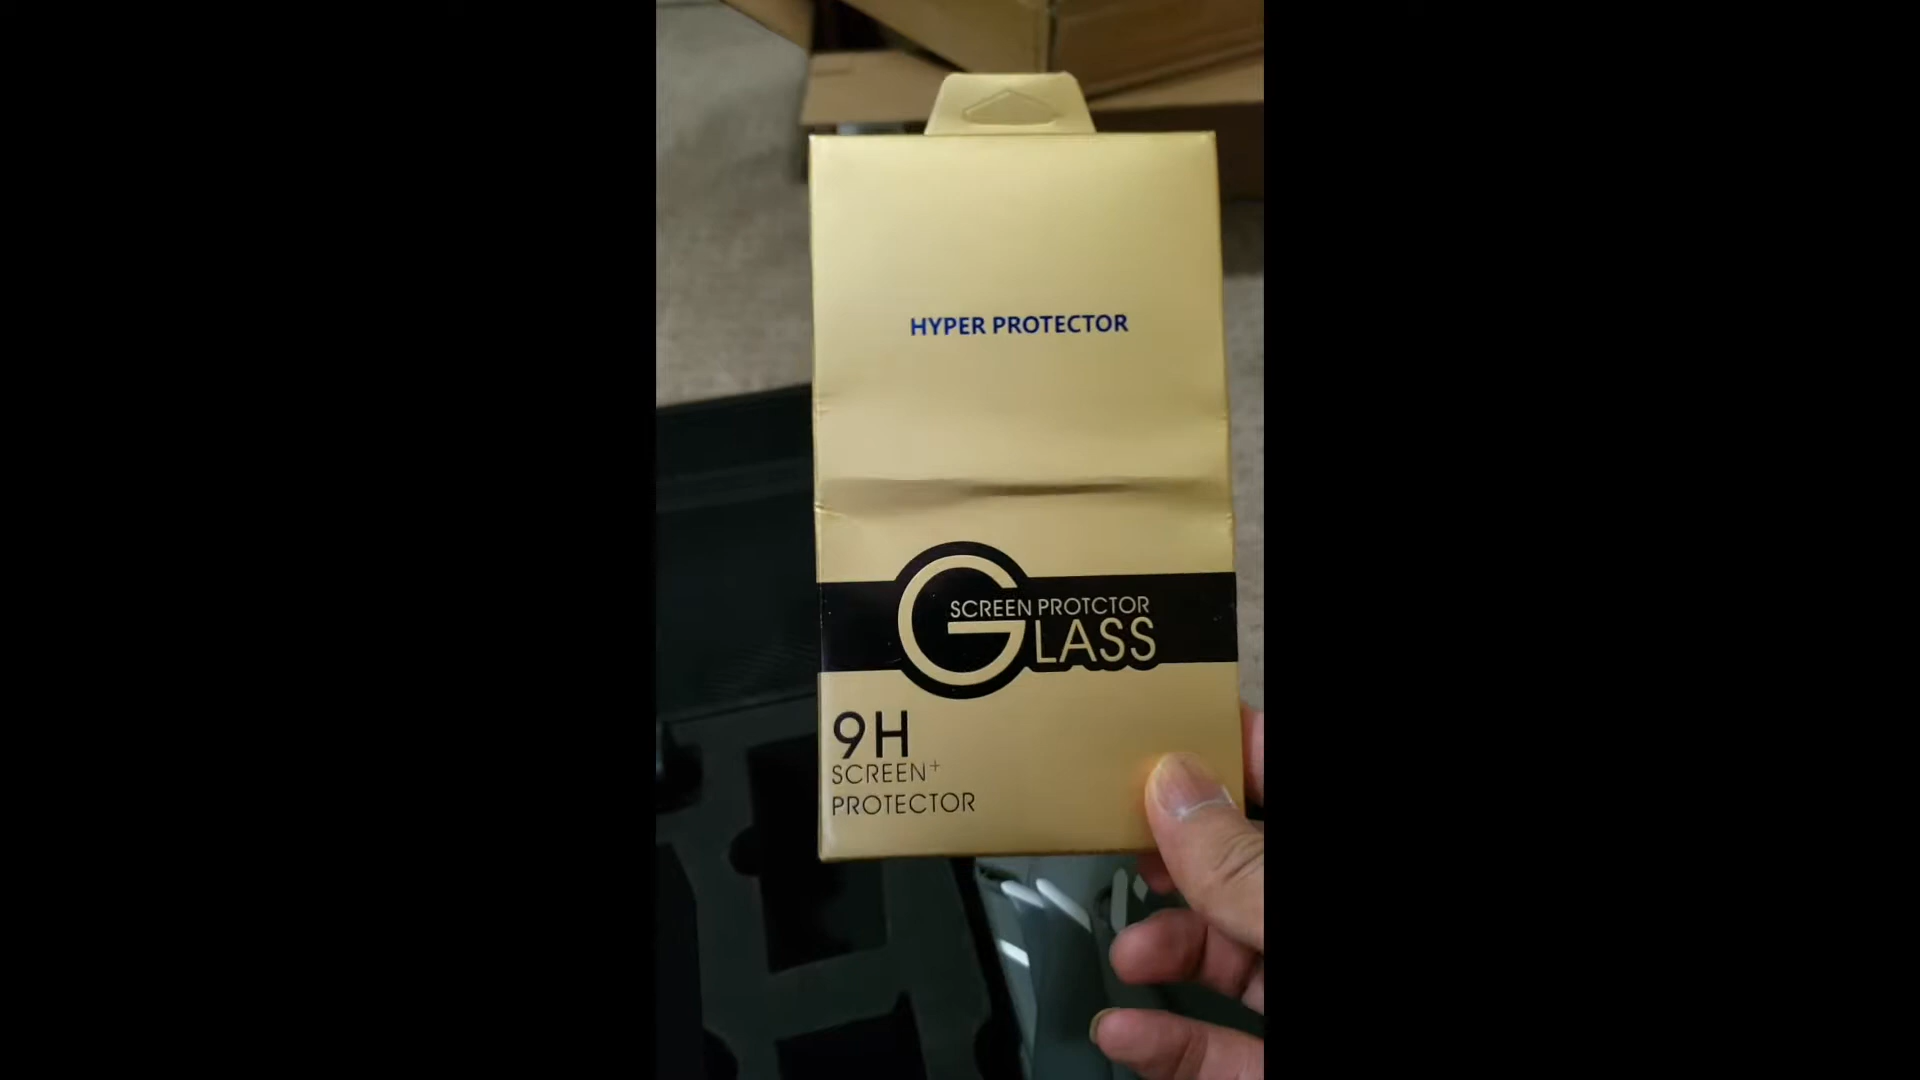 HYPER PROTECTOR
SCREEN PROTCTOR
GLASS
9H
SCREEN+
PROTECTOR